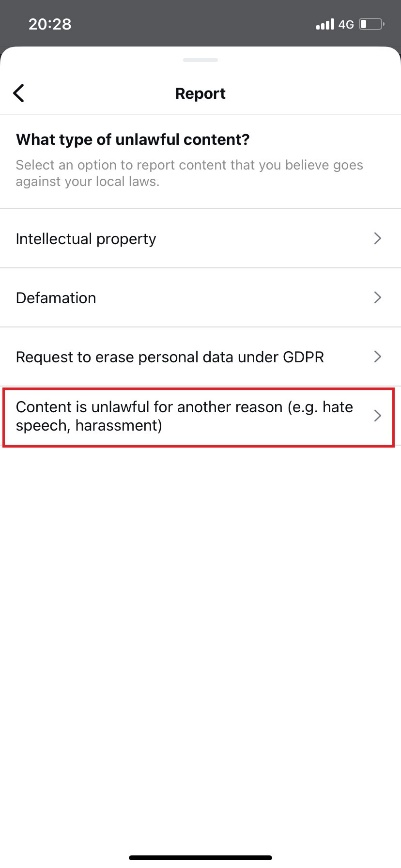 20:28
4G
Report
What type of unlawful content?
Select an option to report content that you believe goes
against your local laws.
Intellectual property
Defamation
Request to erase personal data under GDPR
Content is unlawful for another reason (e.g. hate
speech, harassment)